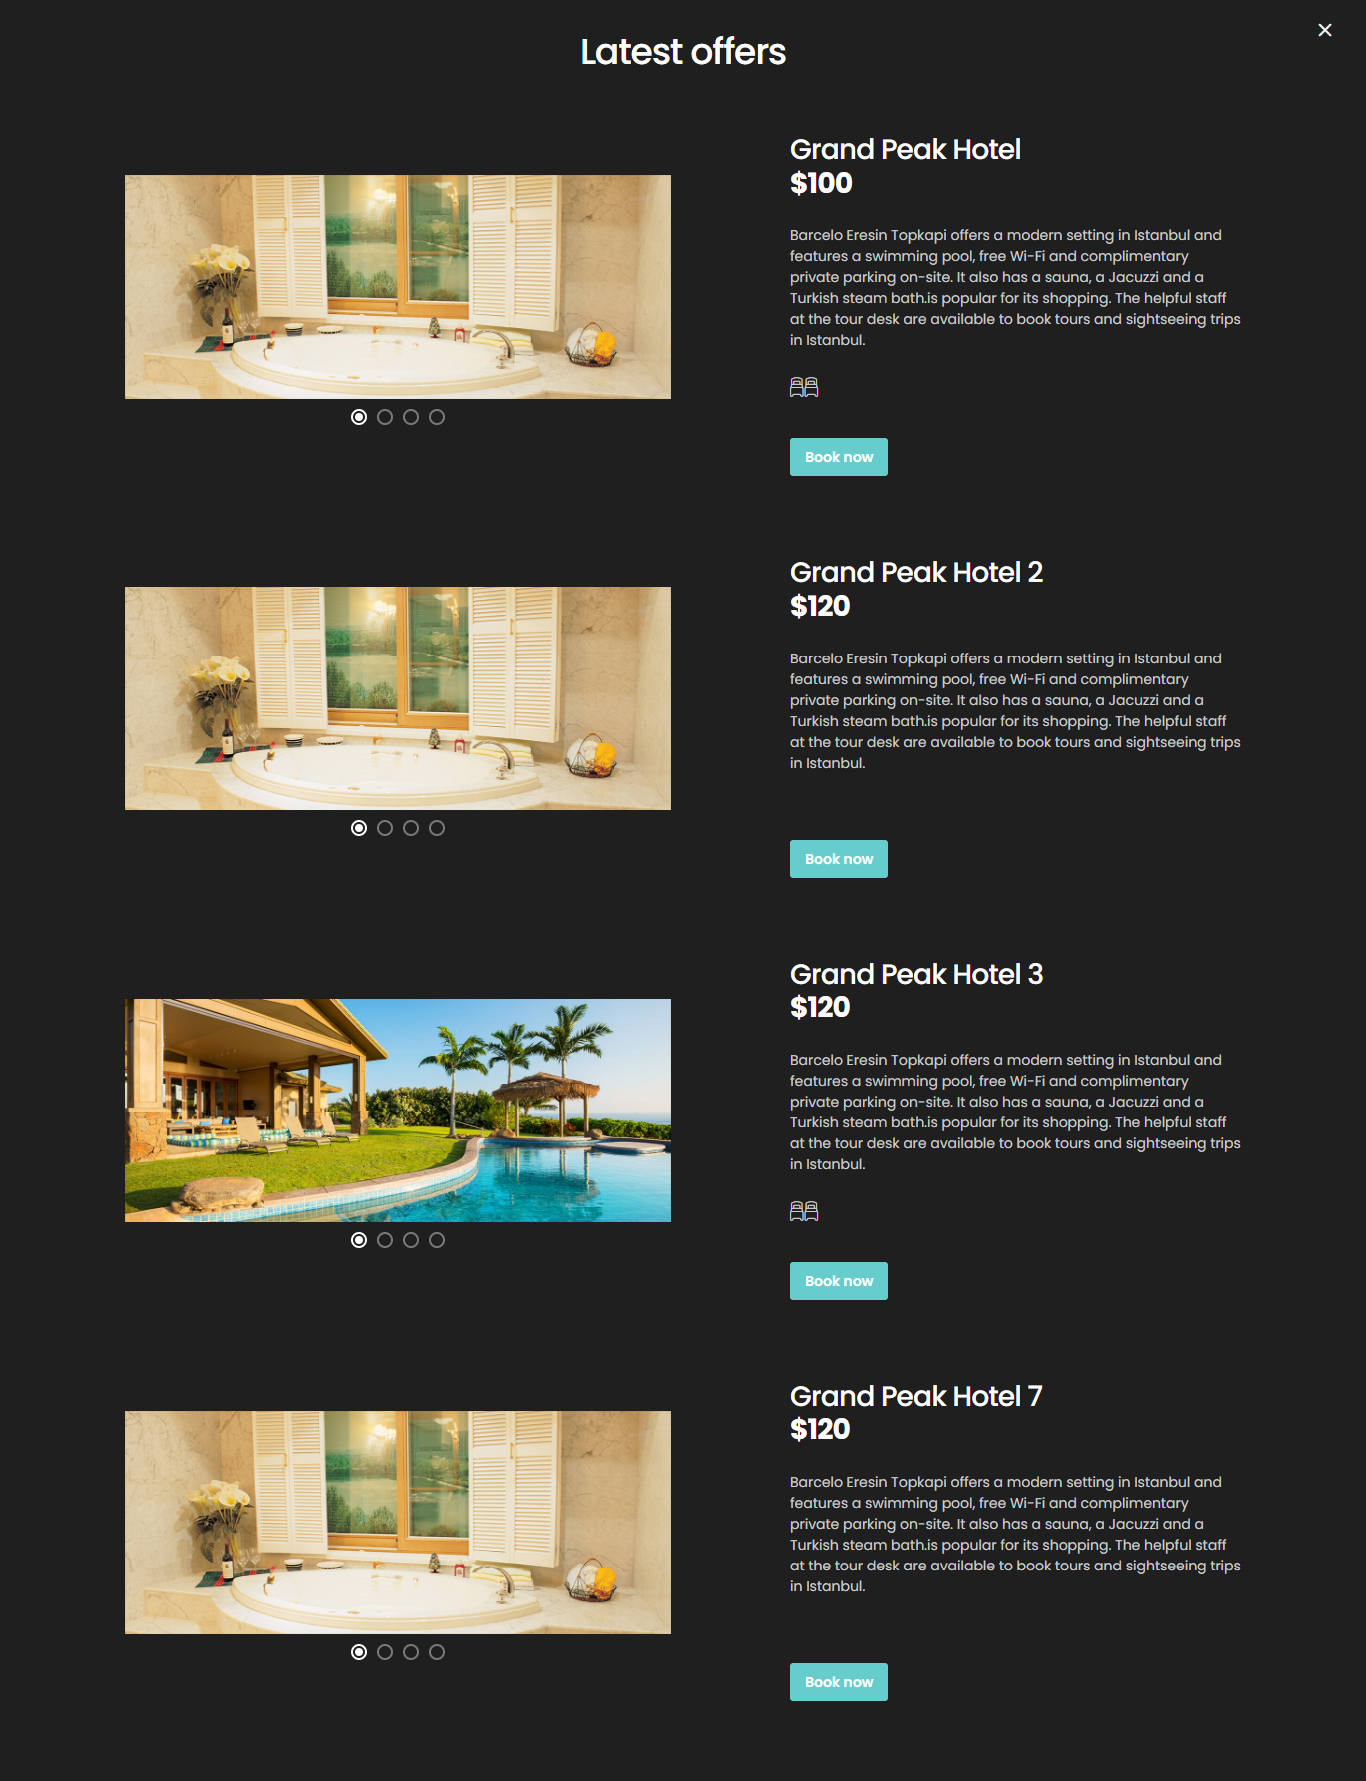 Latest offers
Grand Peak Hotel
$100
Barcelo Eresin Topkapi offers a modern setting in Istanbul and
features a swimming pool, free Wi-Fi and complimentary
private parking on-site. It also has a sauna, a Jacuzzi and a
Turkish steam bath.is popular for its shopping. The helpful staff
at the tour desk are available to book tours and sightseeing trips
in Istanbul.
Book now
Grand Peak Hotel 2
$120
Barcelo Eresin Topkapi offers a modern setting in Istanbul and
features a swimming pool, free Wi-Fi and complimentary
private parking on-site. It also has a sauna, a Jacuzzi and a
Turkish steam bath.is popular for its shopping. The helpful staff
at the tour desk are available to book tours and sightseeing trips
in Istanbul.
Book now
Grand Peak Hotel 3
$120
Barcelo Eresin Topkapi offers a modern setting in Istanbul and
features a swimming pool, free Wi-Fi and complimentary
private parking on-site. It also has a sauna, a Jacuzzi and a
Turkish steam bath.is popular for its shopping. The helpful staff
at the tour desk are available to book tours and sightseeing trips
in Istanbul.
Book now
Grand Peak Hotel 7
$120
Barcelo Eresin Topkapi offers a modern setting in Istanbul and
features a swimming pool, free Wi-Fi and complimentary
private parking on-site. It also has a sauna, a Jacuzzi and a
Turkish steam bath.is popular for its shopping. The helpful staff
at the tour desk are available to book tours and sightseeing trips
in Istanbul.
Book now